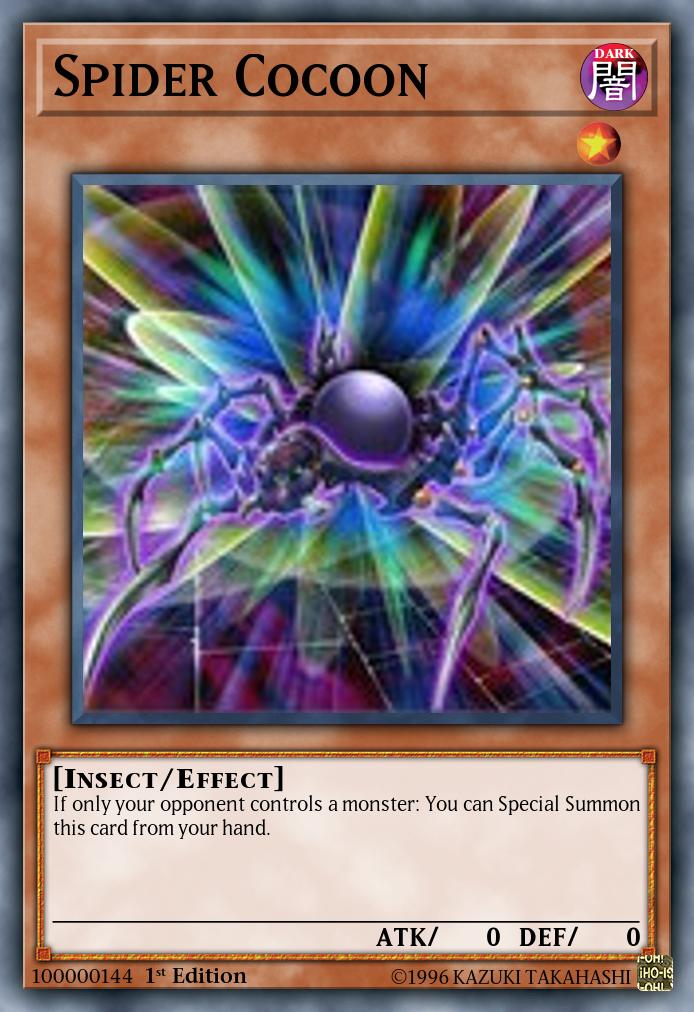 Spider Cocoon
DARK
闇
[Insect/Effect]
If only your opponent controls a monster: You can Special Summon
this card from your hand.
ATK/ 0 DEF/ 0
100000144 1st Edition ©1996 KAZUKI TAKAHASHI